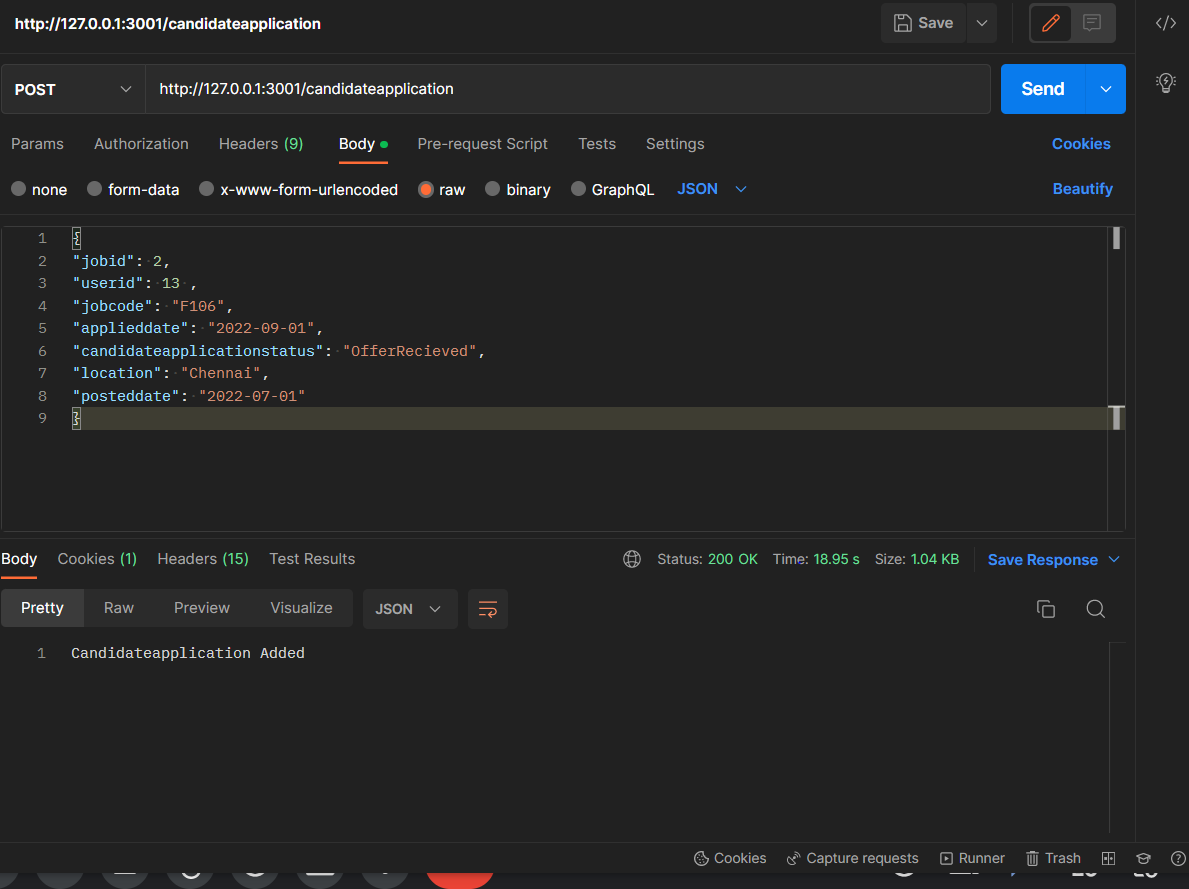 http://127.0.0.1:3001/candidateapplication
Save
POST
http://127.0.0.1:3001/candidateapplication
Send
Params Authorization Headers (9) Body Pre-request Script Tests Settings Cookies
none form-data x-www-form-urlencoded raw binary GraphQL JSON Beautify
1 {
2 "jobid": 2,
3 "userid": 13 ,
4 "jobcode": "F106",
5 "applieddate": "2022-09-01",
6 "candidateapplicationstatus": "OfferRecieved",
7 "location": "Chennai",
8 "posteddate": "2022-07-01"
9 }
Body Cookies (1) Headers (15) Test Results Status: 200 OK Time: 18.95 s Size: 1.04 KB Save Response
Pretty Raw Preview Visualize JSON
1 Candidateapplication Added
Cookies Capture requests Runner Trash